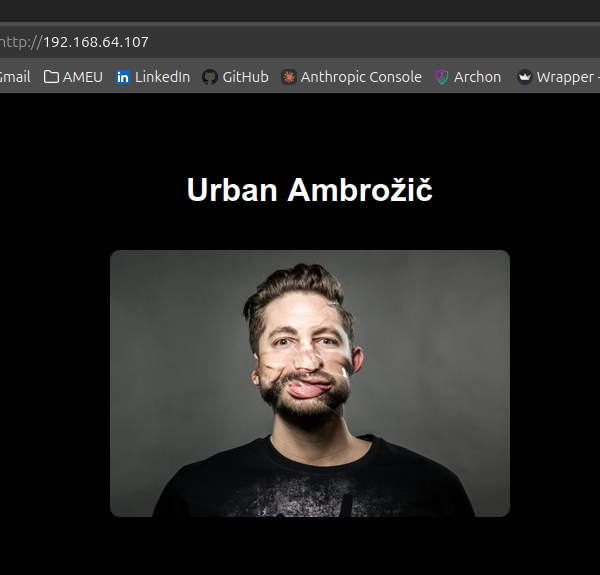 http://192.168.64.107
Gmail AMEU LinkedIn GitHub Anthropic Console Archon Wrapper -
Urban Ambrožič